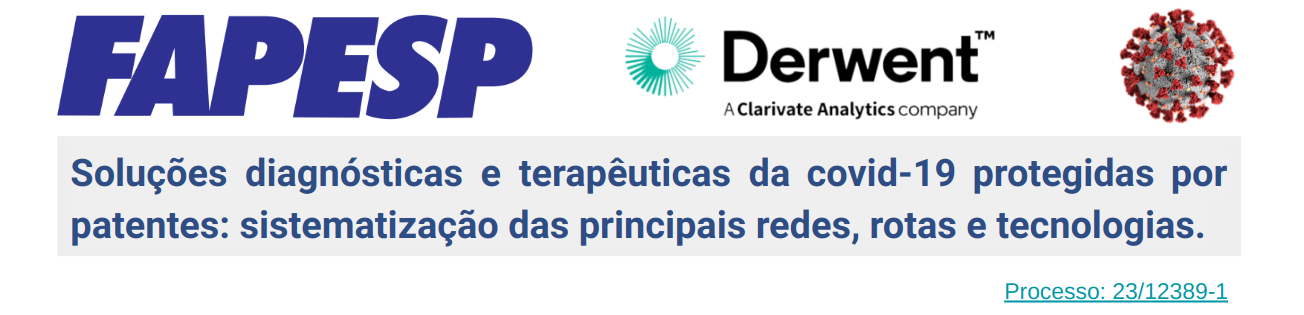 FAPESP
Derwent™
A Clarivate Analytics company
Soluções diagnósticas e terapêuticas da covid-19 protegidas por
patentes: sistematização das principais redes, rotas e tecnologias.
Processo: 23/12389-1